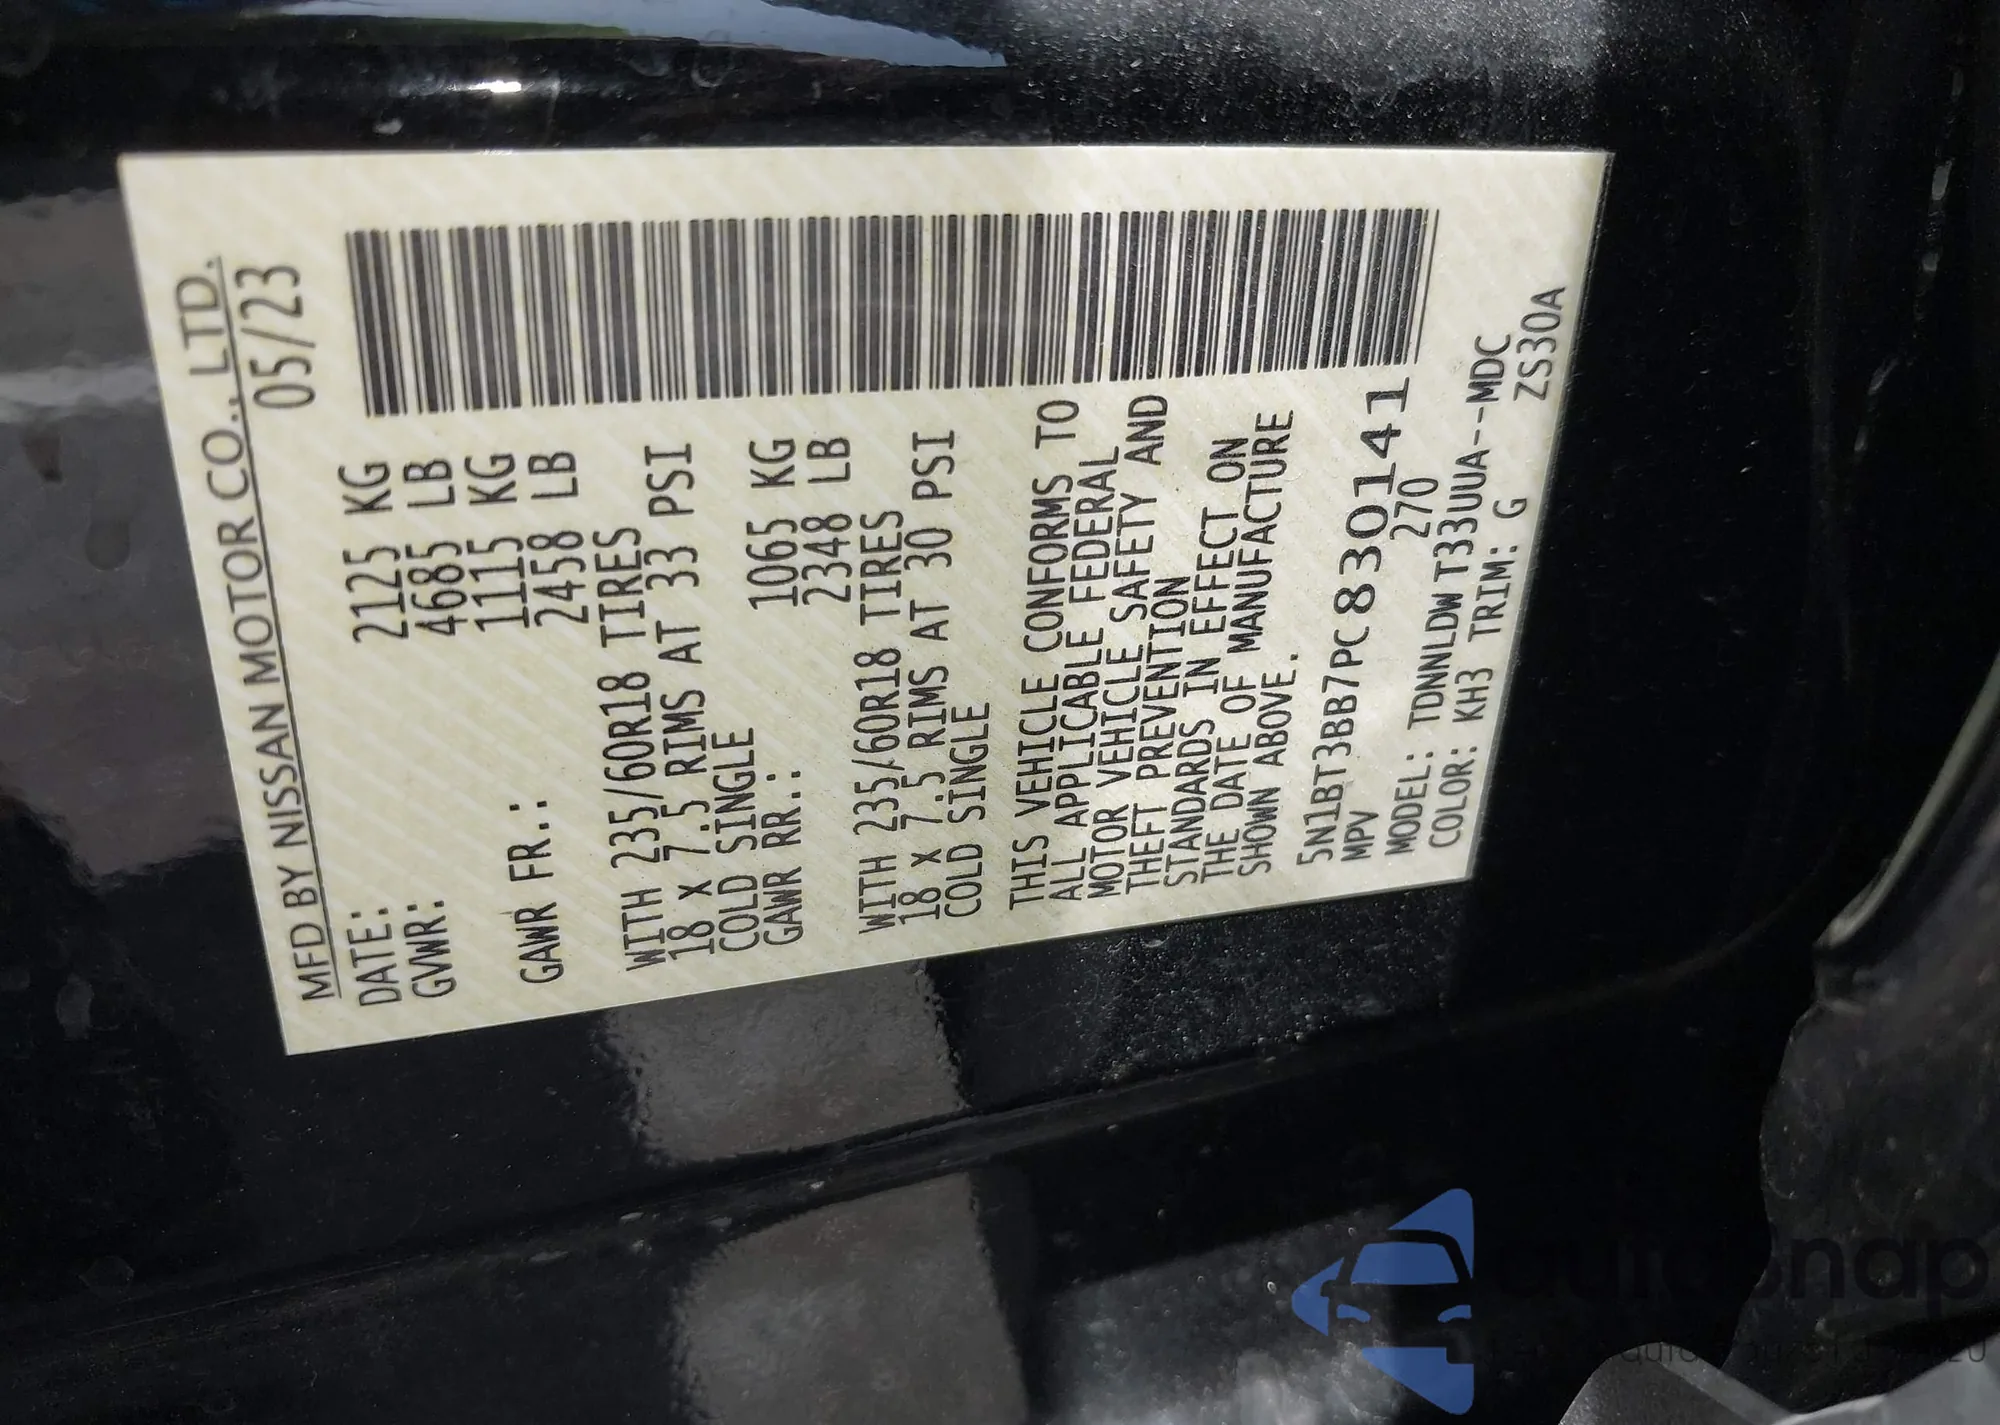 MFD BY NISSAN MOTOR CO., LTD.
DATE: 05/23
GVWR: 2125 KG
4685 LB
1115 KG
GAWR FR.: 2458 LB
WITH 235/60R18 TIRES
18 x 7.5 RIMS AT 33 PSI
COLD SINGLE
GAWR RR.: 1065 KG
2348 LB
WITH 235/60R18 TIRES
18 x 7.5 RIMS AT 30 PSI
COLD SINGLE
THIS VEHICLE CONFORMS TO
ALL APPLICABLE FEDERAL
MOTOR VEHICLE SAFETY AND
THEFT PREVENTION
STANDARDS IN EFFECT ON
THE DATE OF MANUFACTURE
SHOWN ABOVE.
5N1BT3BB7PC830141
MPV 270
MODEL: TDNNLDW T33UUA--MDC
COLOR: KH3 TRIM: G
ZS30A
autosnap